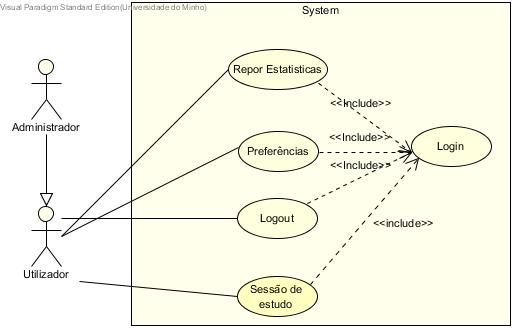 Visual Paradigm Standard Edition(Universidade do Minho)
System
Repor Estatisticas
<<Include>>
Administrador
<<Include>>
Preferências
Login
<<Include>>
Logout
<<include>>
Utilizador
Sessão de
estudo